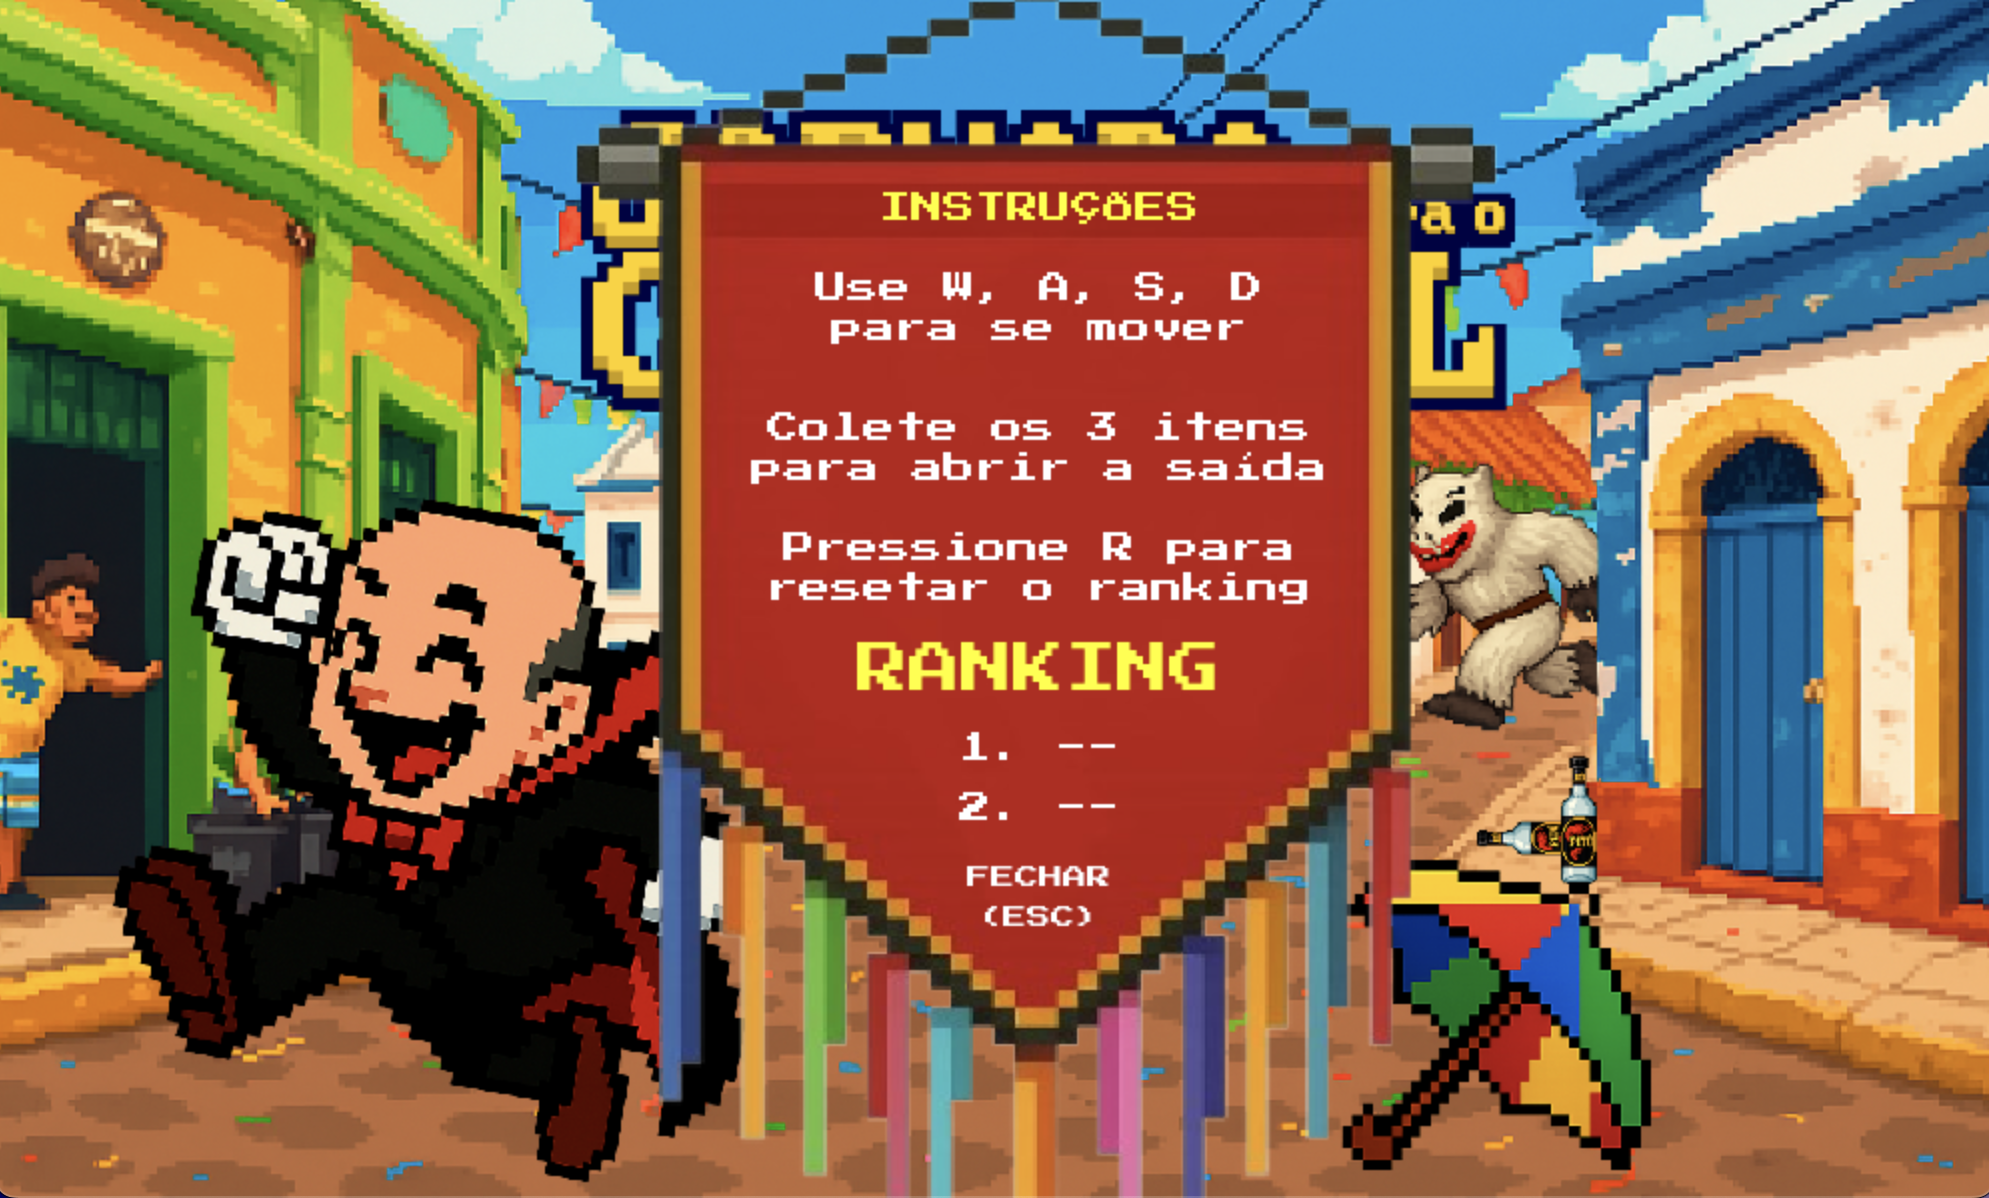 INSTRUÇÕES
Use W, A, S, D
para se mover
Colete os 3 itens
para abrir a saída
Pressione R para
resetar o ranking
RANKING
1. --
2. --
FECHAR
(ESC)